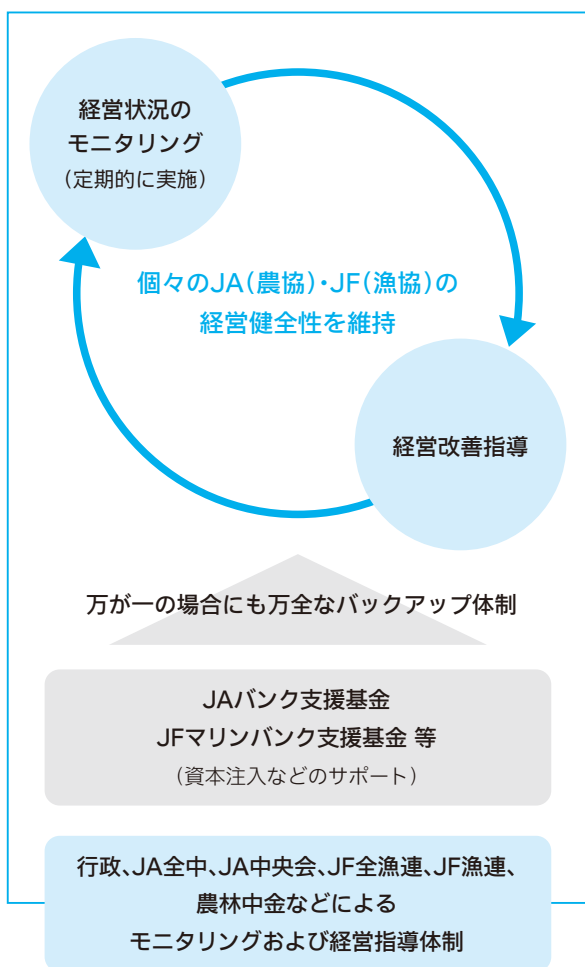 経営状況の
モニタリング
（定期的に実施）
個々のJA（農協）・JF（漁協）の
経営健全性を維持
経営改善指導
万が一の場合にも万全なバックアップ体制
JAバンク支援基金
JFマリンバンク支援基金 等
（資本注入などのサポート）
行政、JA全中、JA中央会、JF全漁連、JF漁連、
農林中金などによる
モニタリングおよび経営指導体制